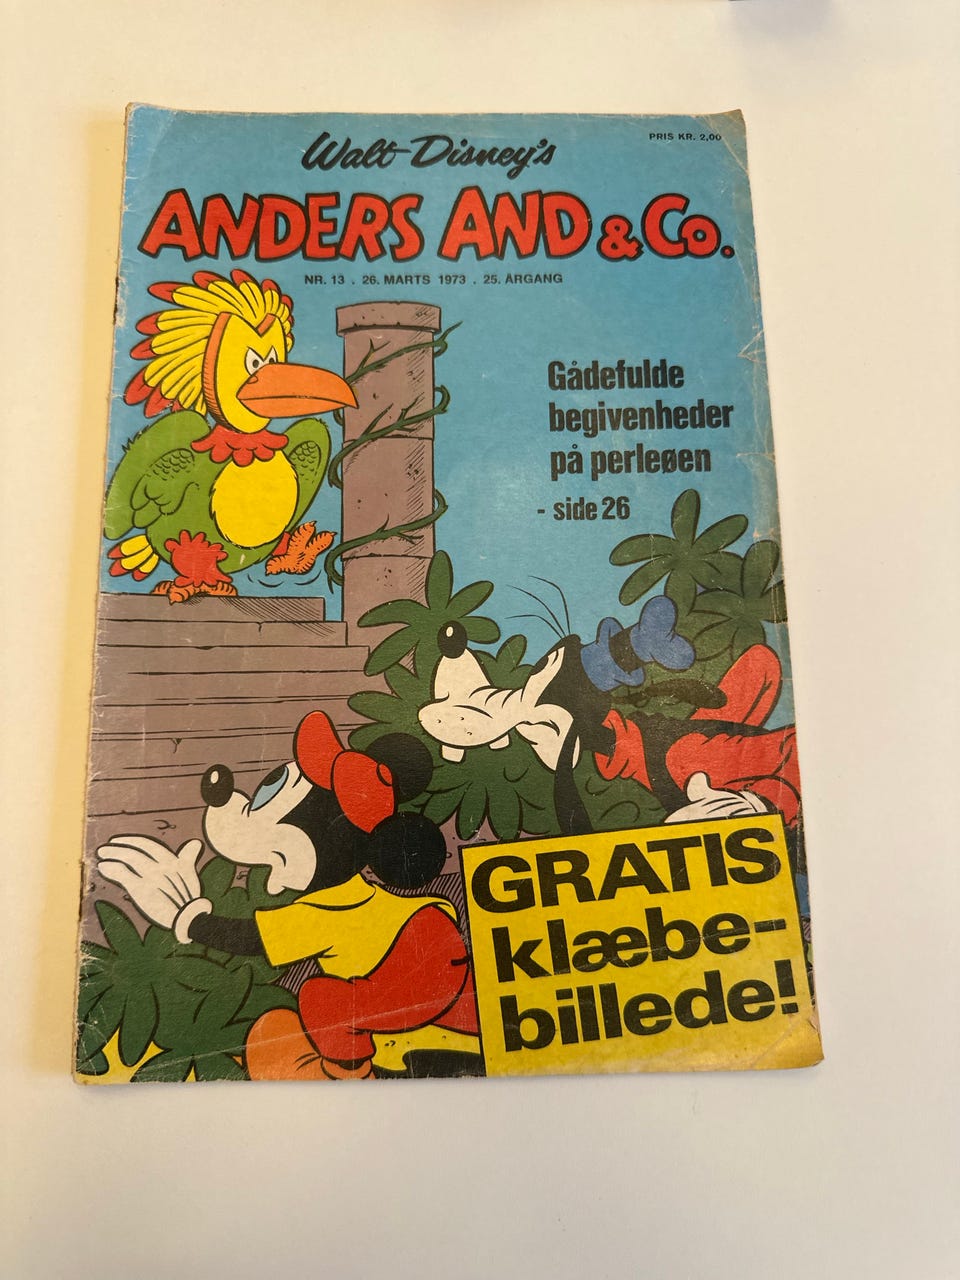 PRIS KR. 2,00
Walt Disney's
ANDERS AND & Co.
NR. 13 . 26. MARTS 1973 . 25. ÅRGANG
Gådefulde
begivenheder
på perleøen
- side 26
GRATIS
klæbe-
billede!